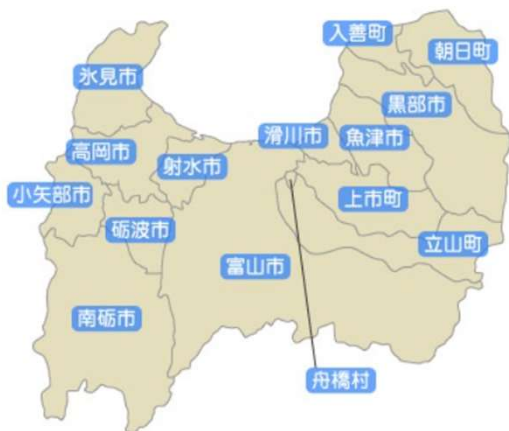 入善町
朝日町
氷見市
黒部市
滑川市
魚津市
高岡市
射水市
小矢部市
上市町
砺波市
立山町
富山市
南砺市
舟橋村